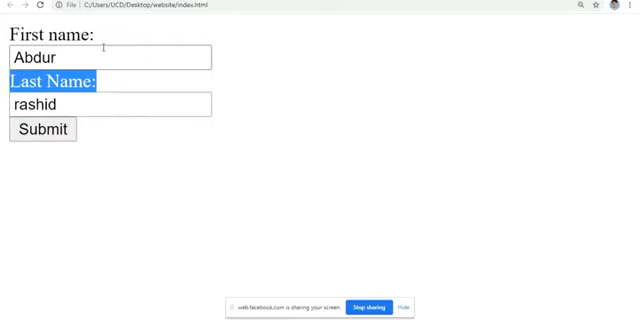 File | C:/Users/UCD/Desktop/website/index.html
First name:
Abdur
Last Name:
rashid
Submit
web.facebook.com is sharing your screen.
Stop sharing
Hide